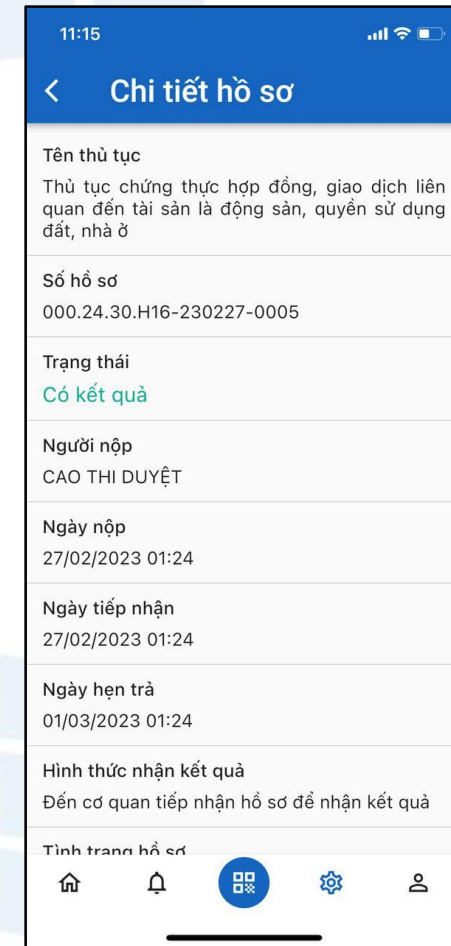 11:15
Chi tiết hồ sơ
Tên thủ tục
Thủ tục chứng thực hợp đồng, giao dịch liên
quan đến tài sản là động sản, quyền sử dụng
đất, nhà ở
Số hồ sơ
000.24.30.H16-230227-0005
Trạng thái
Có kết quả
Người nộp
CAO THI DUYỆT
Ngày nộp
27/02/2023 01:24
Ngày tiếp nhận
27/02/2023 01:24
Ngày hẹn trả
01/03/2023 01:24
Hình thức nhận kết quả
Đến cơ quan tiếp nhận hồ sơ để nhận kết quả
Tình trạng hồ sơ